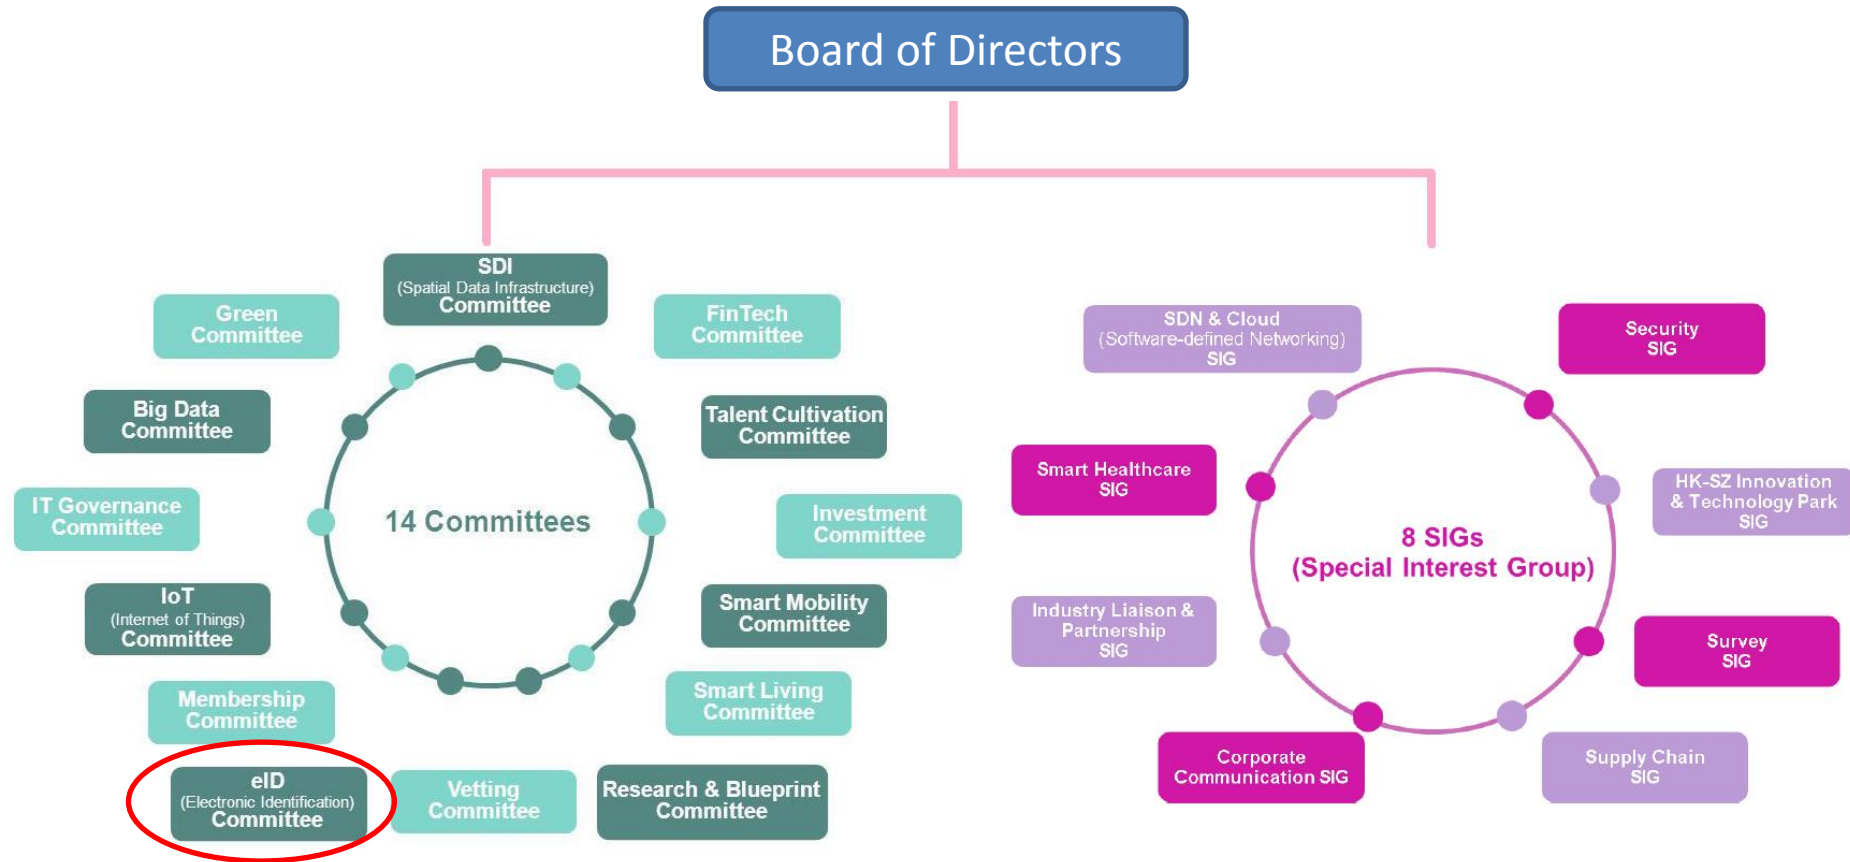 Board of Directors
SDI
(Spatial Data Infrastructure)
Committee
Green
Committee
FinTech
Committee
Big Data
Committee
Talent Cultivation
Committee
IT Governance
Committee
14 Committees
Investment
Committee
IoT
(Internet of Things)
Committee
Smart Mobility
Committee
Membership
Committee
Smart Living
Committee
eID
(Electronic Identification)
Committee
Vetting
Committee
Research & Blueprint
Committee
SDN & Cloud
(Software-defined Networking)
SIG
Security
SIG
Smart Healthcare
SIG
HK-SZ Innovation
& Technology Park
SIG
8 SIGs
(Special Interest Group)
Industry Liaison &
Partnership
SIG
Survey
SIG
Corporate
Communication SIG
Supply Chain
SIG